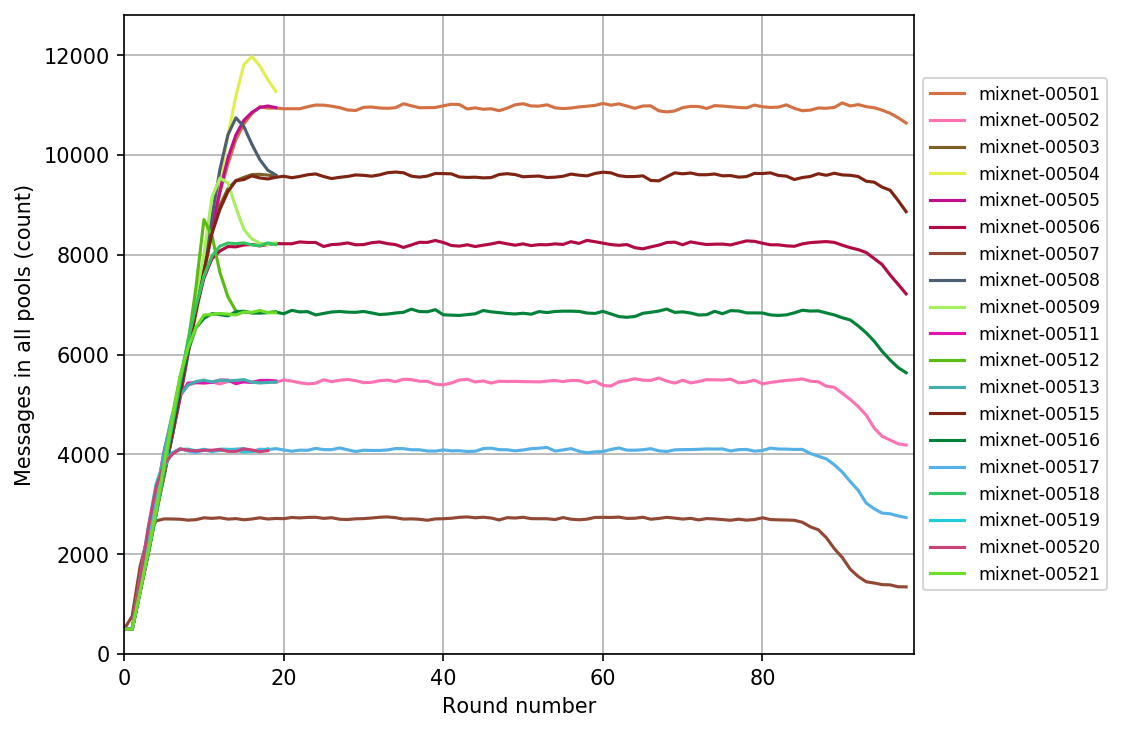 12000
10000
8000
6000
4000
2000
0
Messages in all pools (count)
0 20 40 60 80
Round number
mixnet-00501
mixnet-00502
mixnet-00503
mixnet-00504
mixnet-00505
mixnet-00506
mixnet-00507
mixnet-00508
mixnet-00509
mixnet-00511
mixnet-00512
mixnet-00513
mixnet-00515
mixnet-00516
mixnet-00517
mixnet-00518
mixnet-00519
mixnet-00520
mixnet-00521